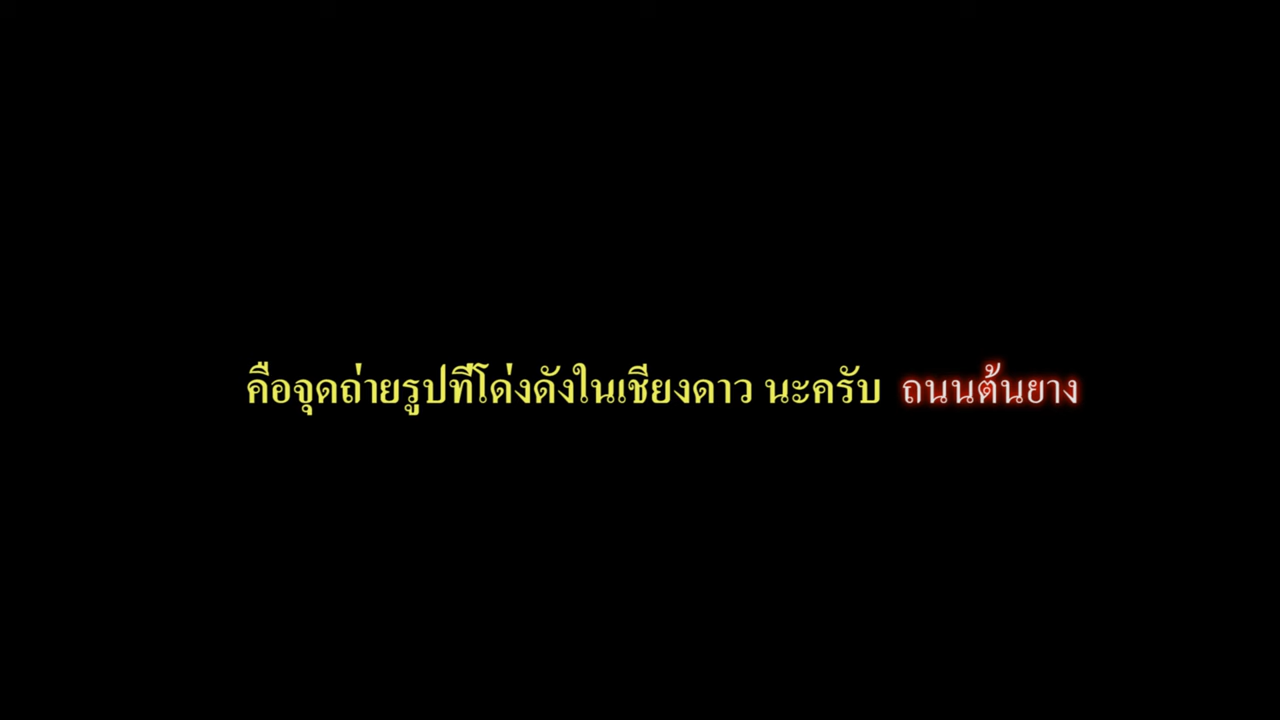 คือจุดถ่ายรูปที่โด่งดังในเชียงดาว นะครับ ถนนต้นยาง